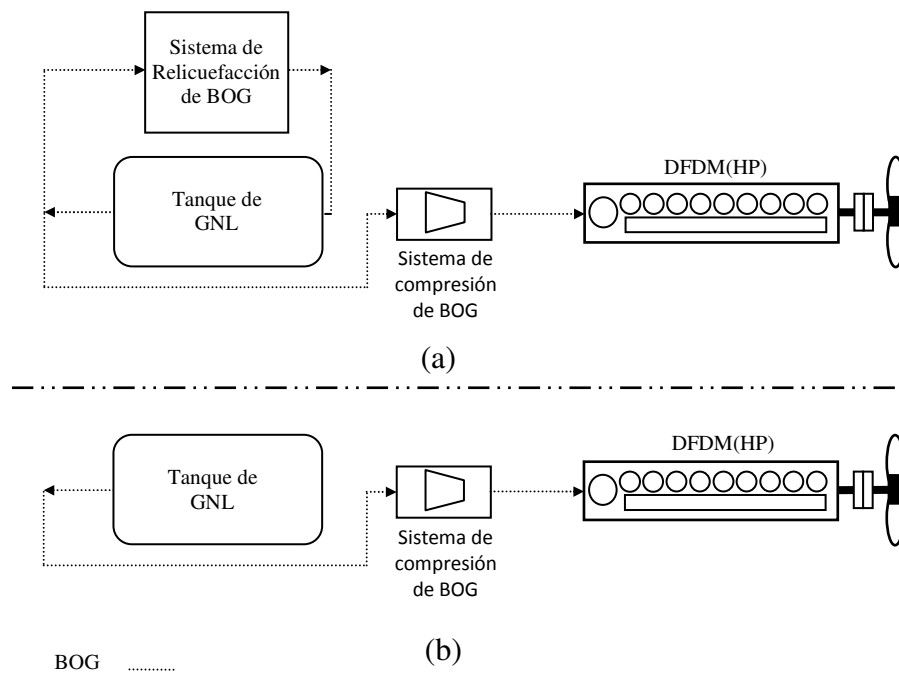 Sistema de
Relicuefacción
de BOG
Tanque de
GNL
DFDM(HP)
Sistema de
compresión
de BOG
(a)
Tanque de
GNL
DFDM(HP)
Sistema de
compresión
de BOG
(b)
BOG